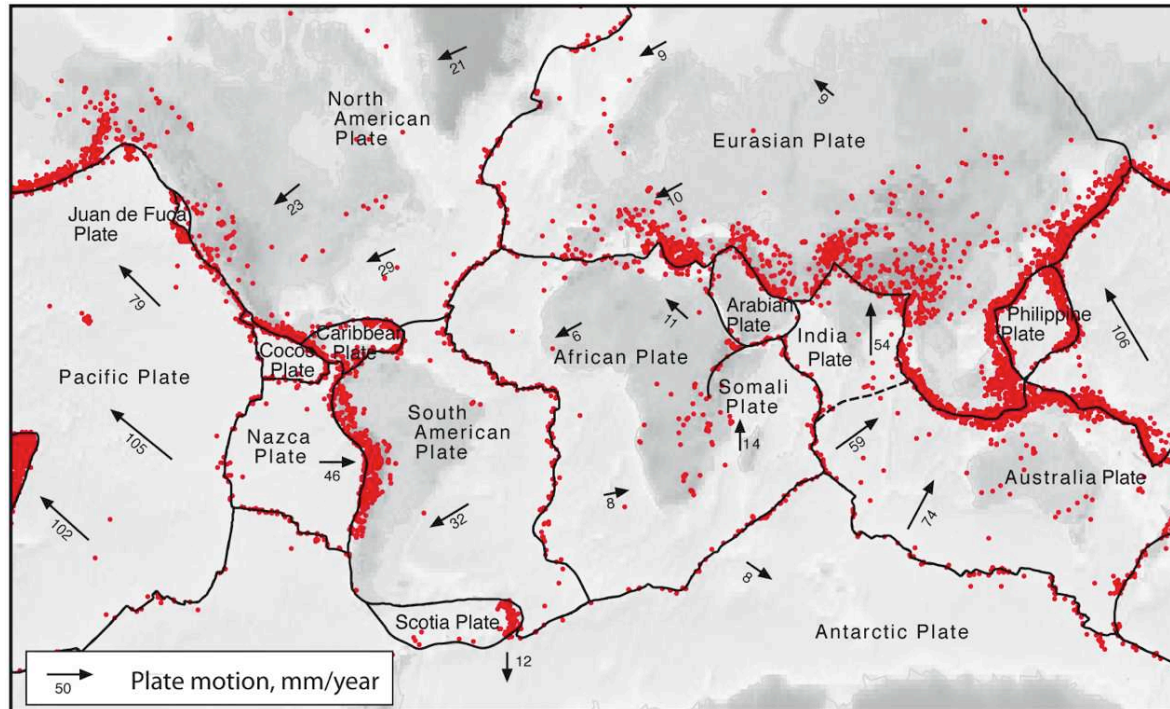 21
9
North
American
Plate
9
Eurasian Plate
10
23
Juan de Fuca
Plate
29
79
Arabian
Plate
Philippine
Plate
11
6
Caribbean
Plate
India
Plate
54
106
Cocos
Plate
African Plate
Pacific Plate
Somali
Plate
South
American
Plate
Nazca
Plate
105
46
14
59
Australia Plate
8
32
74
102
8
Scotia Plate
Antarctic Plate
12
50
Plate motion, mm/year